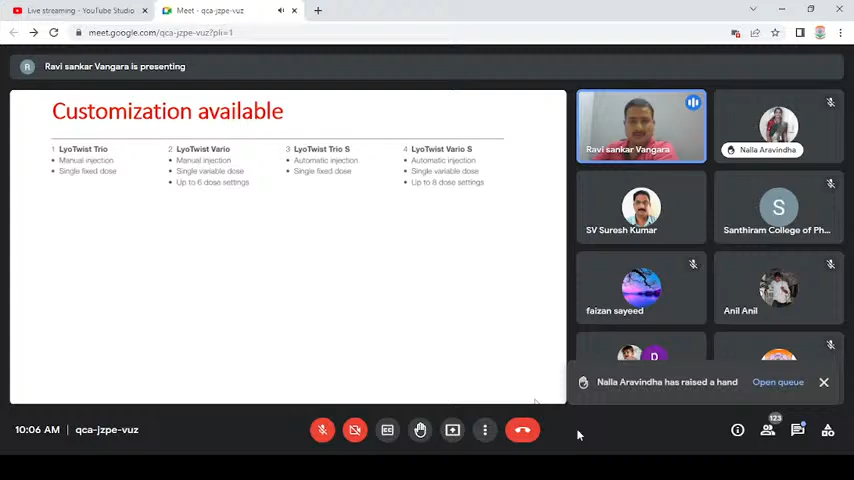 Live streaming - YouTube Studio
Meet - qca-jzpe-vuz
meet.google.com/qca-jzpe-vuz?pli=1
R
Ravi sankar Vangara is presenting
Customization available
1 LyoTwist Trio
• Manual injection
• Single fixed dose
2 LyoTwist Vario
• Manual injection
• Single variable dose
• Up to 6 dose settings
3 LyoTwist Trio S
• Automatic injection
• Single fixed dose
4 LyoTwist Vario S
• Automatic injection
• Single variable dose
• Up to 8 dose settings
Ravi sankar Vangara
Nalla Aravindha
SV Suresh Kumar
S
Santhiram College of Ph...
faizan sayeed
Anil Anil
D
Nalla Aravindha has raised a hand
Open queue
10:06 AM | qca-jzpe-vuz
123